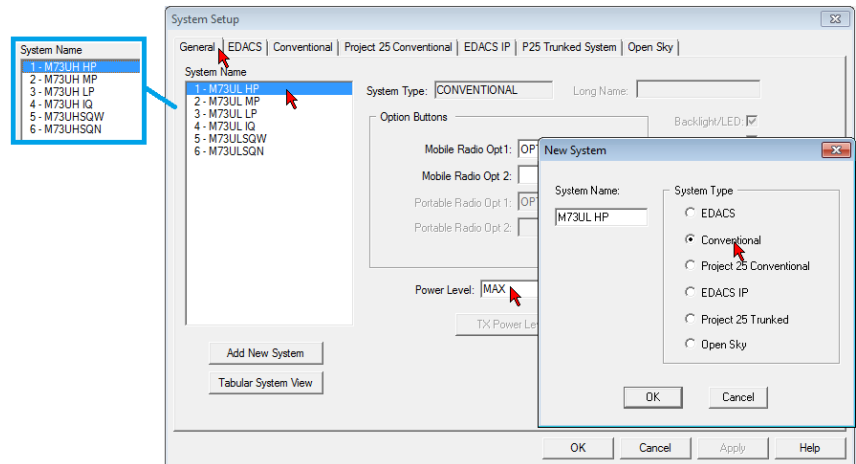 System Setup
General EDACS Conventional Project 25 Conventional EDACS IP P25 Trunked System Open Sky
System Name
1 - M73UH HP
2 - M73UH MP
3 - M73UH LP
4 - M73UH IQ
5 - M73UHSQW
6 - M73UHSQN
System Name
1 - M73UL HP
2 - M73UL MP
3 - M73UL LP
4 - M73UL IQ
5 - M73ULSQW
6 - M73ULSQN
Add New System
Tabular System View
System Type: CONVENTIONAL Long Name:
Option Buttons
Backlight/LED:
Mobile Radio Opt1: OPT
Mobile Radio Opt 2:
Portable Radio Opt 1: OPT
Portable Radio Opt 2:
Power Level: MAX
TX Power Lev
New System
System Name:
M73UL HP
System Type
EDACS
Conventional
Project 25 Conventional
EDACS IP
Project 25 Trunked
Open Sky
OK Cancel
OK Cancel Apply Help